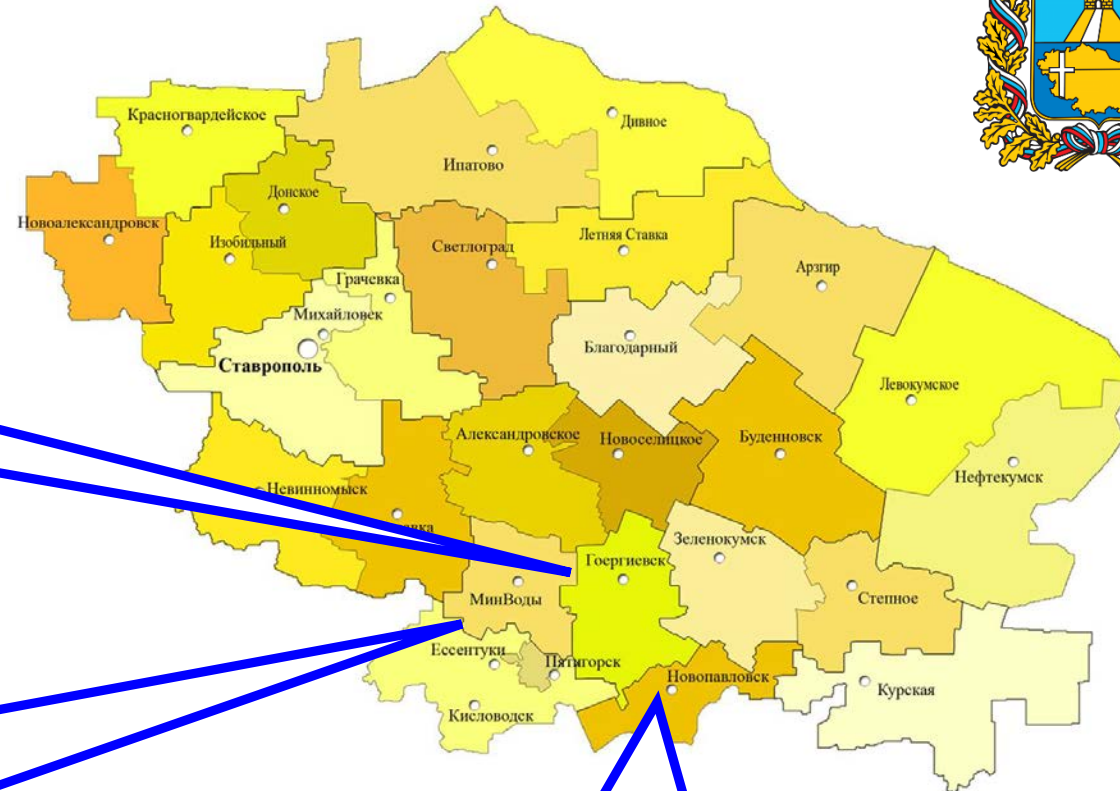 Дивное
Красногвардейское
Ипатово
Донское
Новоалександровск
Летняя Ставка
Изобильный
Светлоград
Арзгир
Грачевка
Михайловск
Благодарный
Ставрополь
Левокумское
Александровское
Новоселицкое
Буденновск
Нефтекумск
Невинномыск
Зеленокумск
Гоергиевск
МинВоды
Степное
Ессентуки
Пятигорск
Новопавловск
Курская
Кисловодск